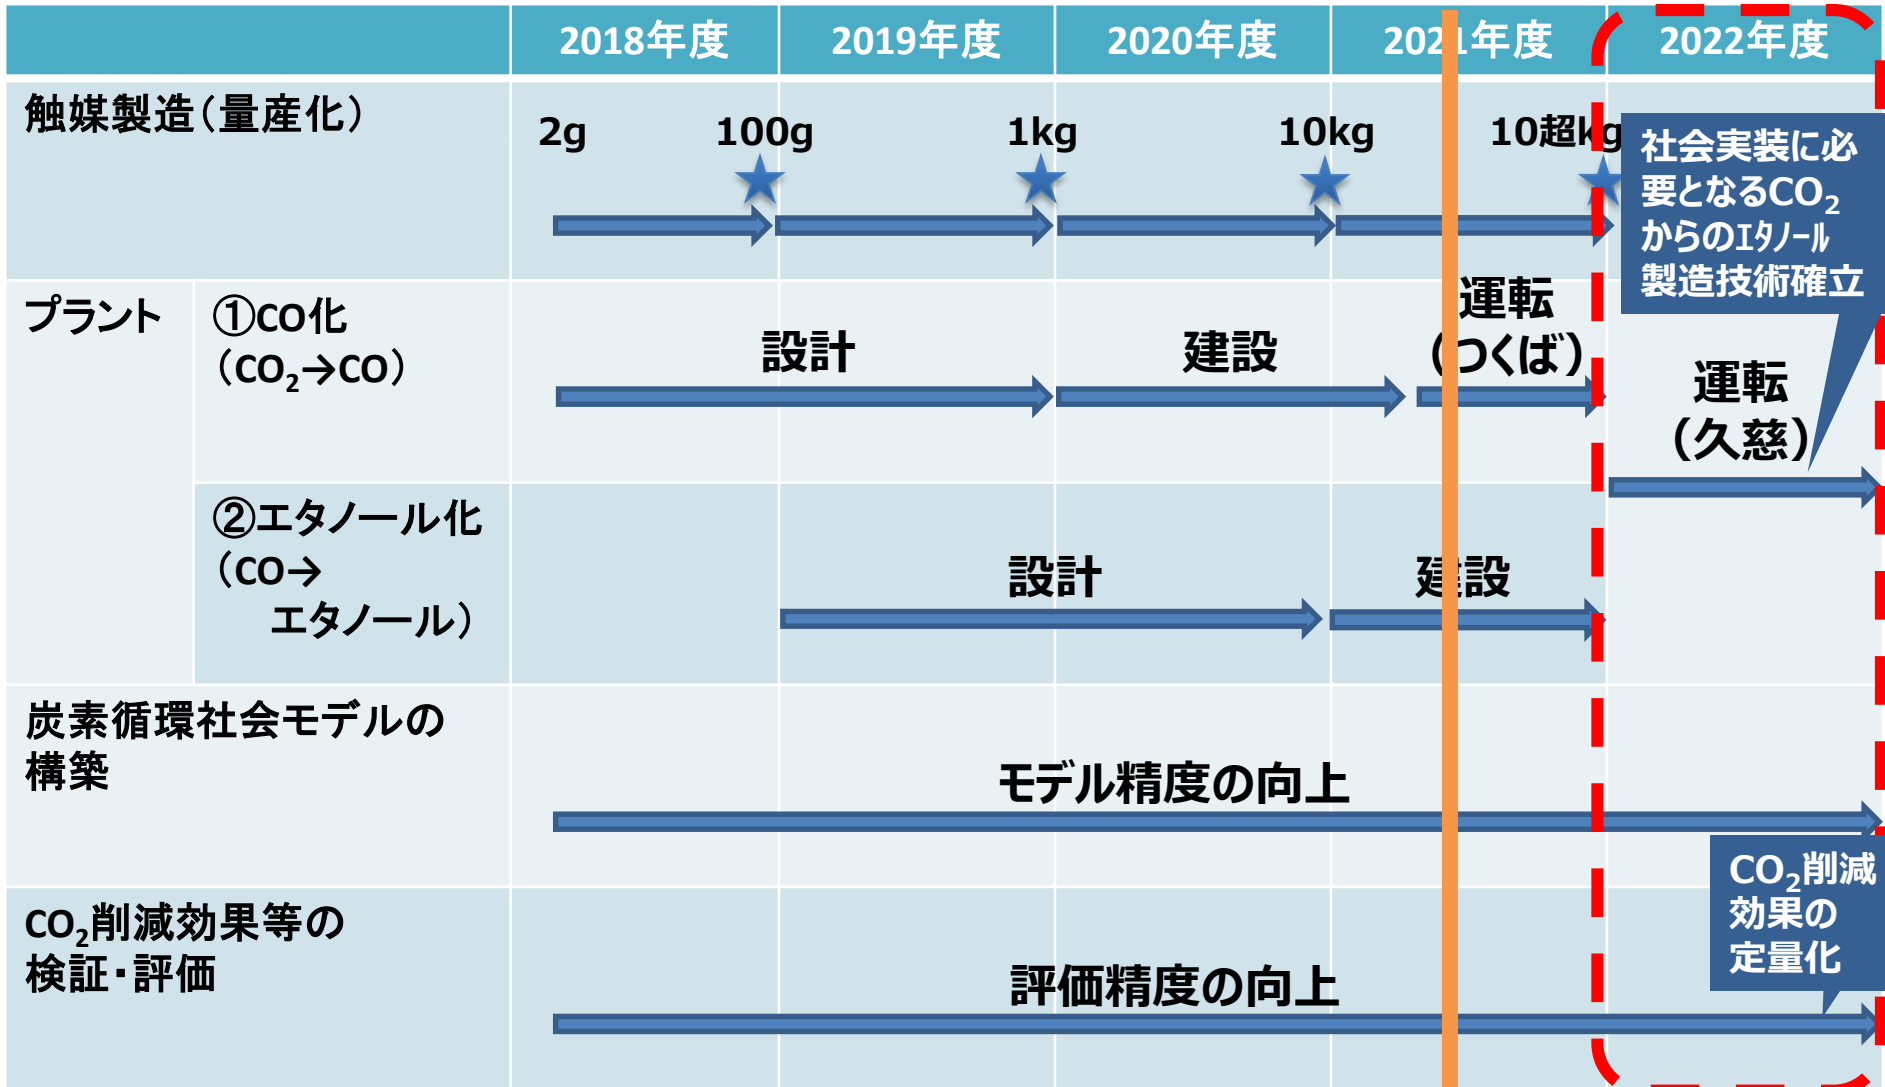 2018年度 2019年度 2020年度 2021年度 2022年度
触媒製造（量産化）
2g 100g 1kg 10kg 10超kg
社会実装に必
要となるCO₂
からのｴﾀﾉｰﾙ
製造技術確立
プラント
①CO化
（CO₂→CO）
設計
建設
運転
（つくば）
運転
（久慈）
②エタノール化
（CO→
エタノール）
設計
建設
炭素循環社会モデルの
構築
モデル精度の向上
CO₂削減効果等の
検証・評価
評価精度の向上
CO₂削減
効果の
定量化